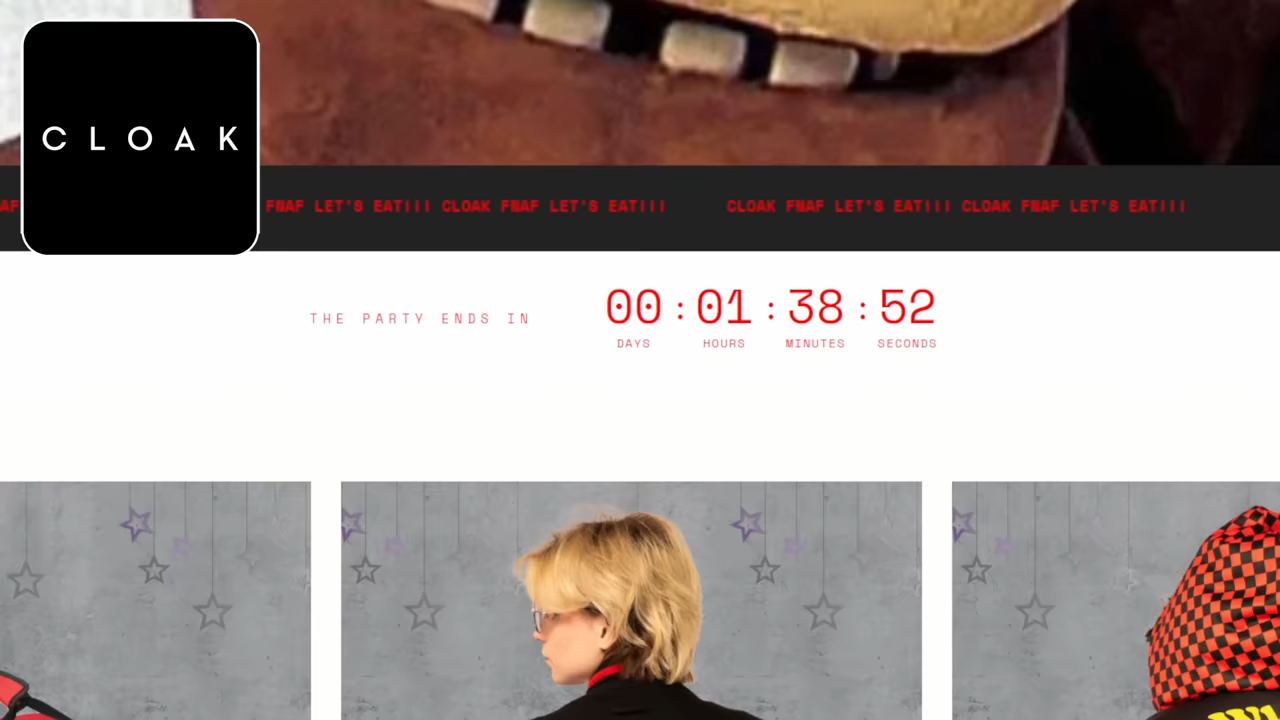 CLOAK
FNAF LET'S EAT!!! CLOAK FNAF LET'S EAT!!! CLOAK FNAF LET'S EAT!!! CLOAK FNAF LET'S EAT!!!
THE PARTY ENDS IN
00:01:38:52
DAYS HOURS MINUTES SECONDS